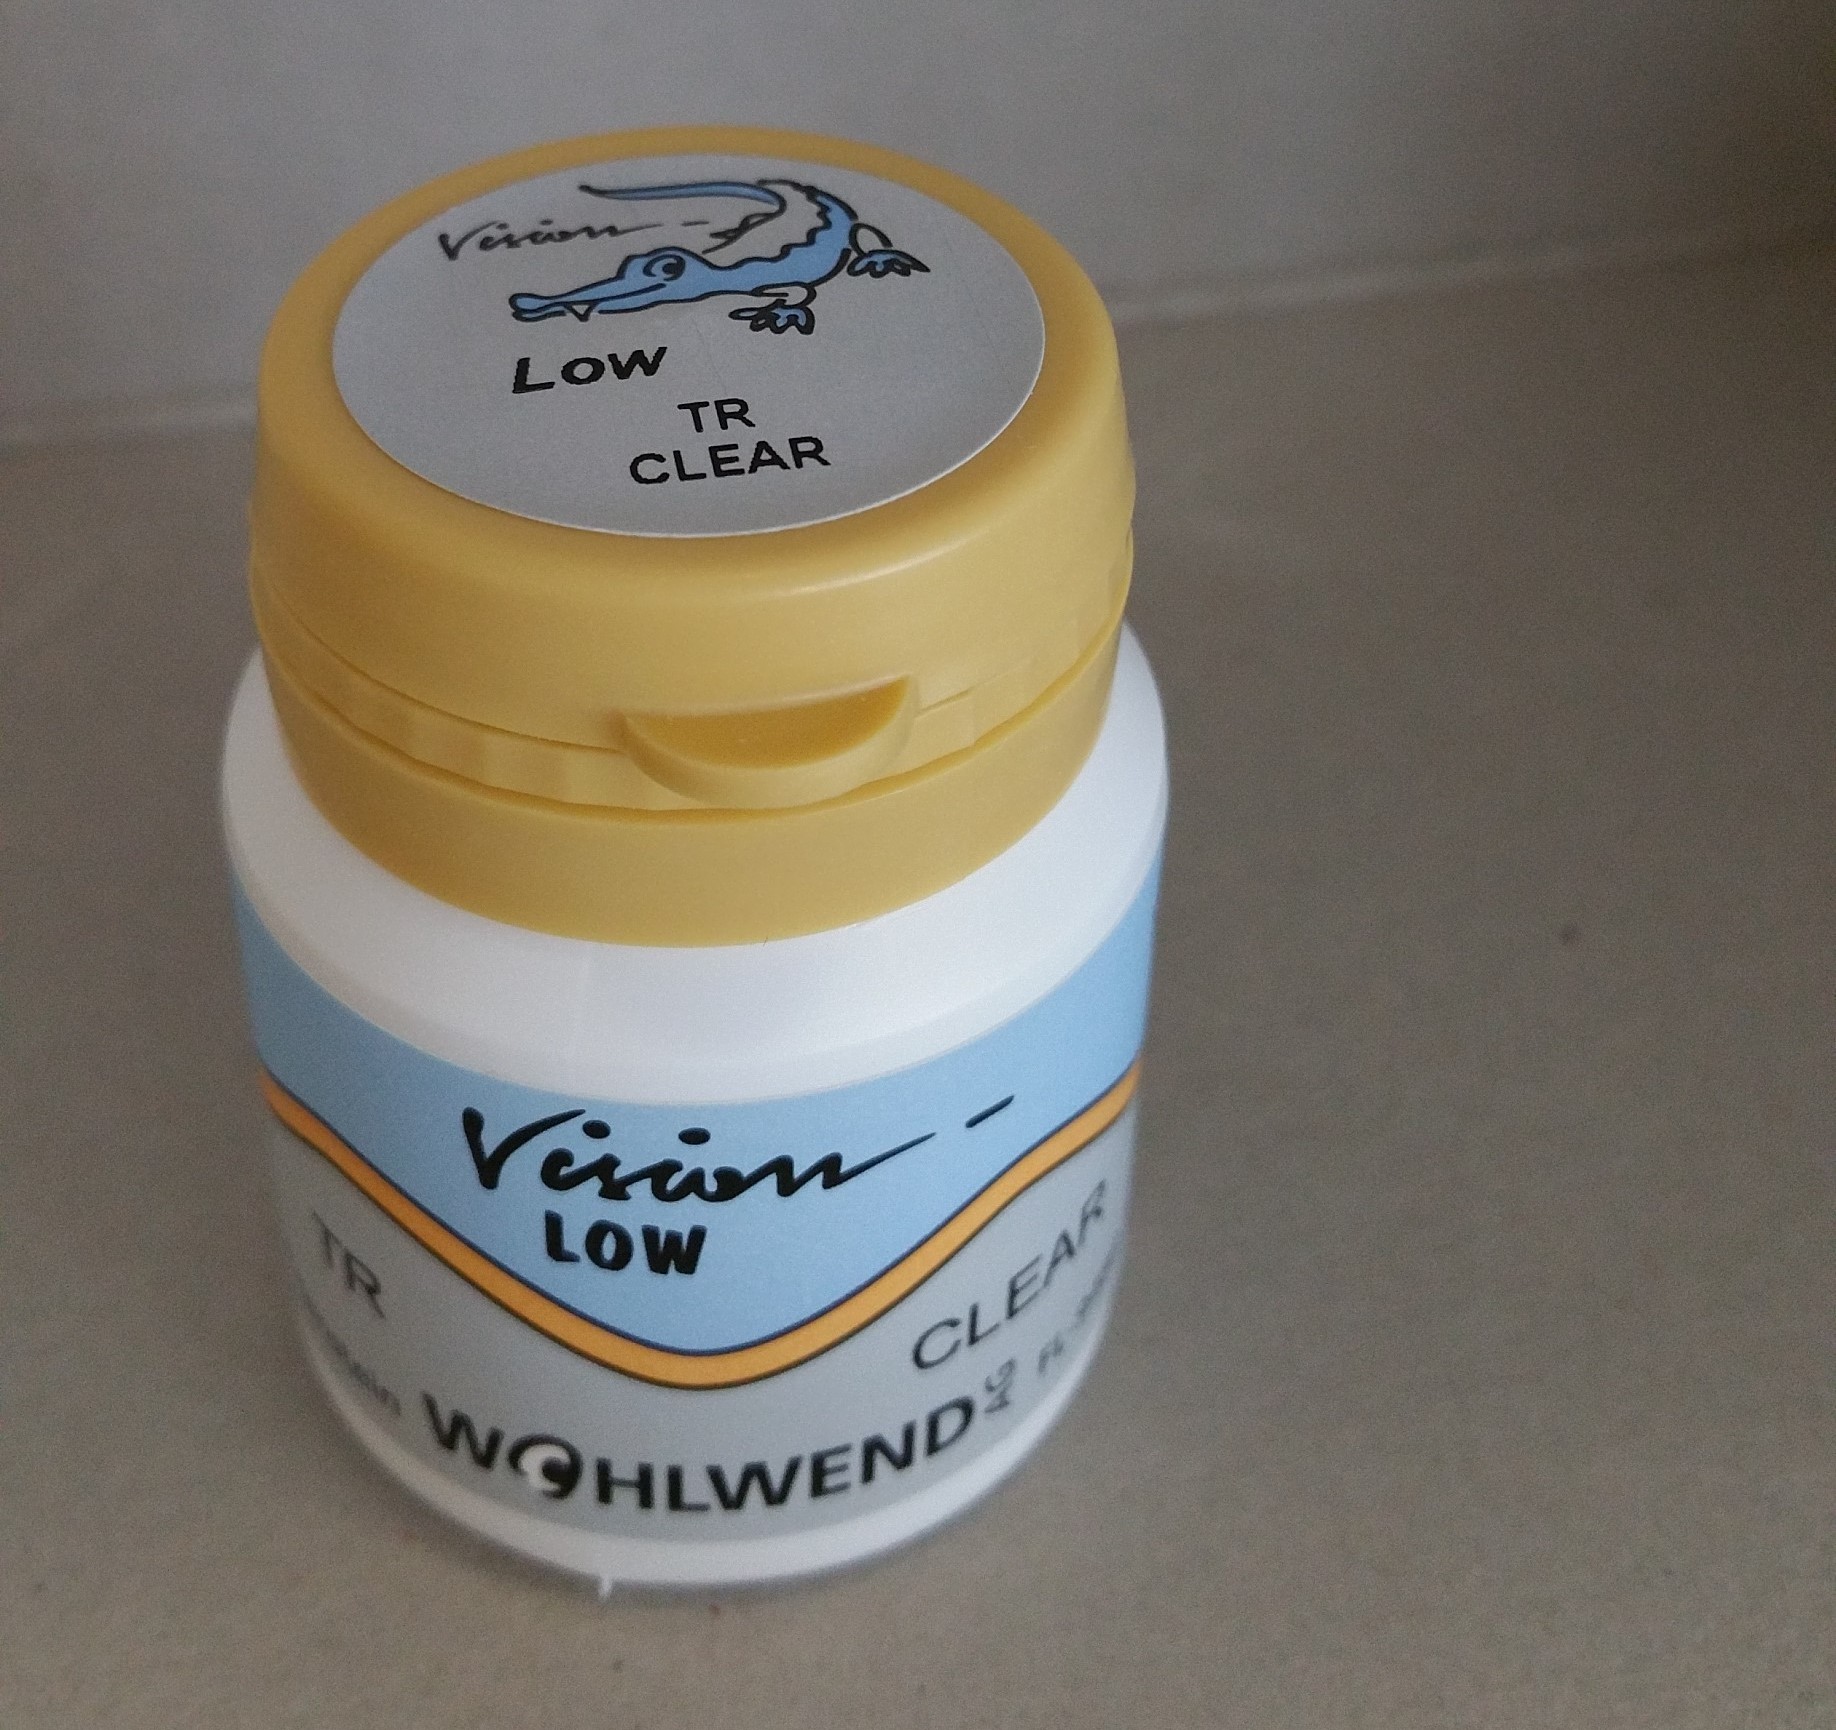 Vision -
Low
TR
CLEAR
Vision -
LOW
TR
CLEAR
WOHLWEND AG